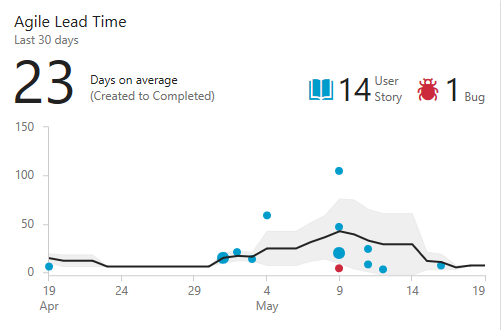 Agile Lead Time
Last 30 days
23
Days on average
(Created to Completed)
14
User
Story
1
Bug
150
100
50
0
19 24 29 4 9 14 19
Apr May